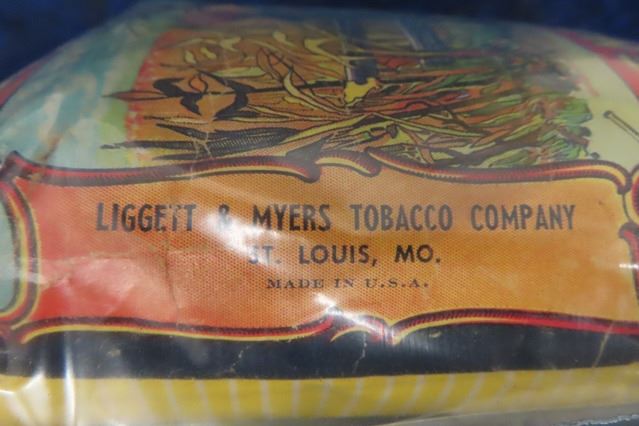 LIGGETT & MYERS TOBACCO COMPANY
ST. LOUIS, MO.
MADE IN U.S.A.